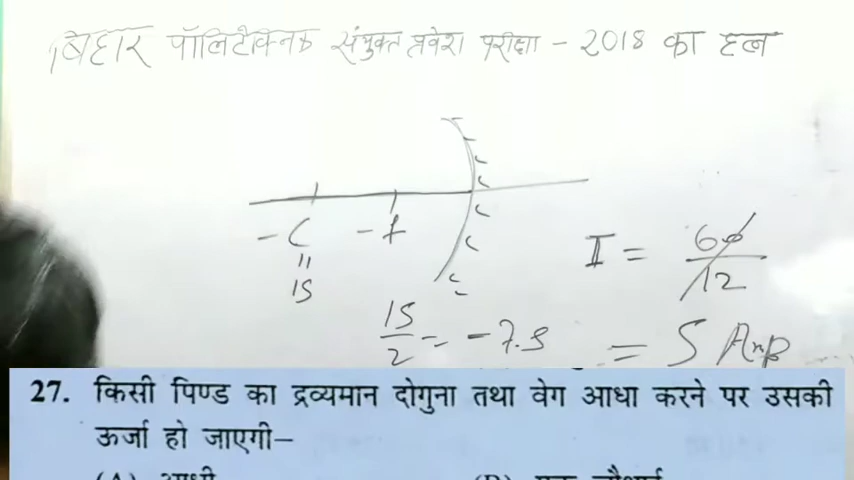 बिहार पॉलिटेक्निक संयुक्त प्रवेश परीक्षा - 2018 का हल
-C -f
I = 60/12
" 15
15/2 = -7.5
= 5 Amp
27. किसी पिण्ड का द्रव्यमान दोगुना तथा वेग आधा करने पर उसकी
ऊर्जा हो जाएगी–
(A) आधी